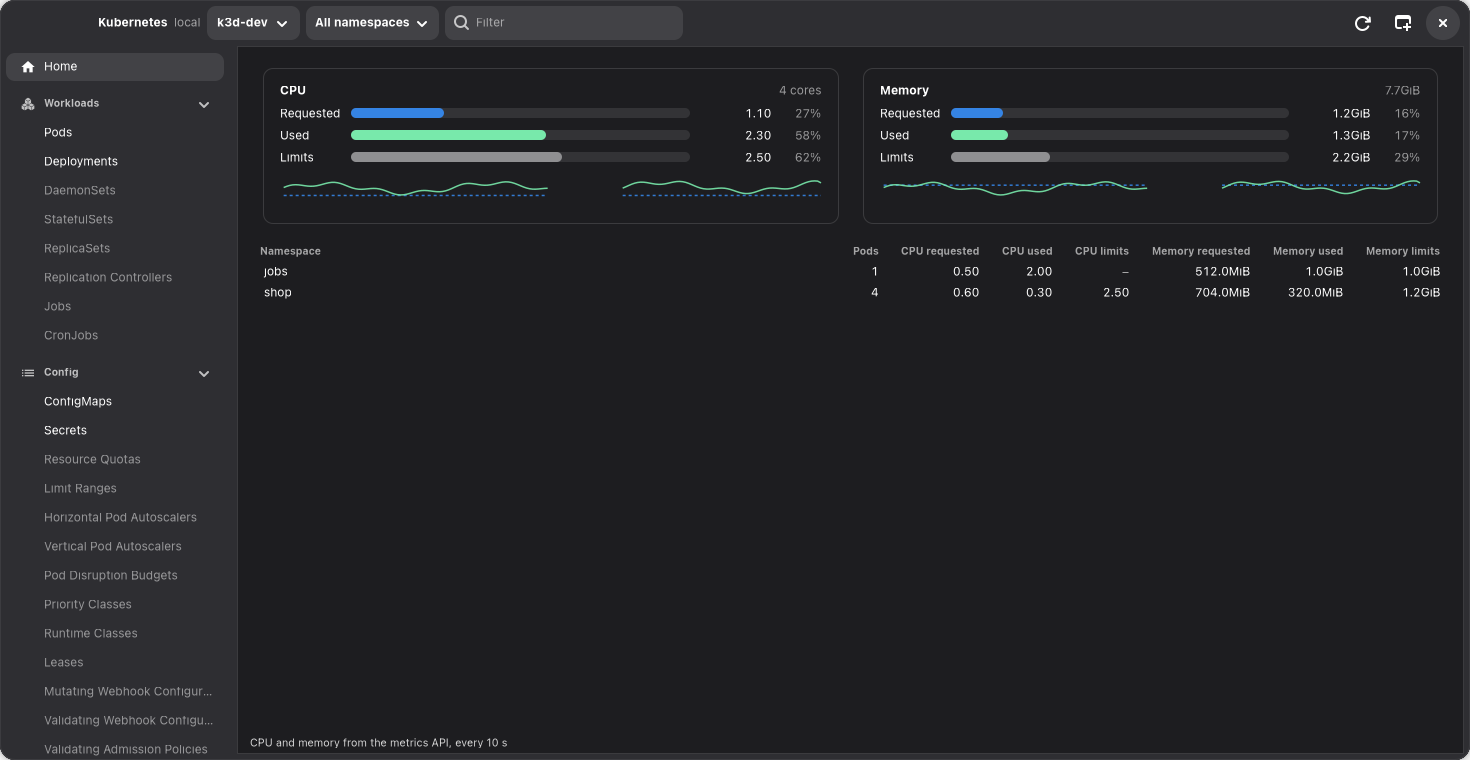 Kubernetes local k3d-dev All namespaces Filter
Home
Workloads
Pods
Deployments
DaemonSets
StatefulSets
ReplicaSets
Replication Controllers
Jobs
CronJobs
Config
ConfigMaps
Secrets
Resource Quotas
Limit Ranges
Horizontal Pod Autoscalers
Vertical Pod Autoscalers
Pod Disruption Budgets
Priority Classes
Runtime Classes
Leases
Mutating Webhook Configur...
Validating Webhook Configu...
Validating Admission Policies
CPU 4 cores
Requested 1.10 27%
Used 2.30 58%
Limits 2.50 62%
Memory 7.7GiB
Requested 1.2GiB 16%
Used 1.3GiB 17%
Limits 2.2GiB 29%
Namespace Pods CPU requested CPU used CPU limits Memory requested Memory used Memory limits
jobs 1 0.50 2.00 – 512.0MiB 1.0GiB 1.0GiB
shop 4 0.60 0.30 2.50 704.0MiB 320.0MiB 1.2GiB
CPU and memory from the metrics API, every 10 s